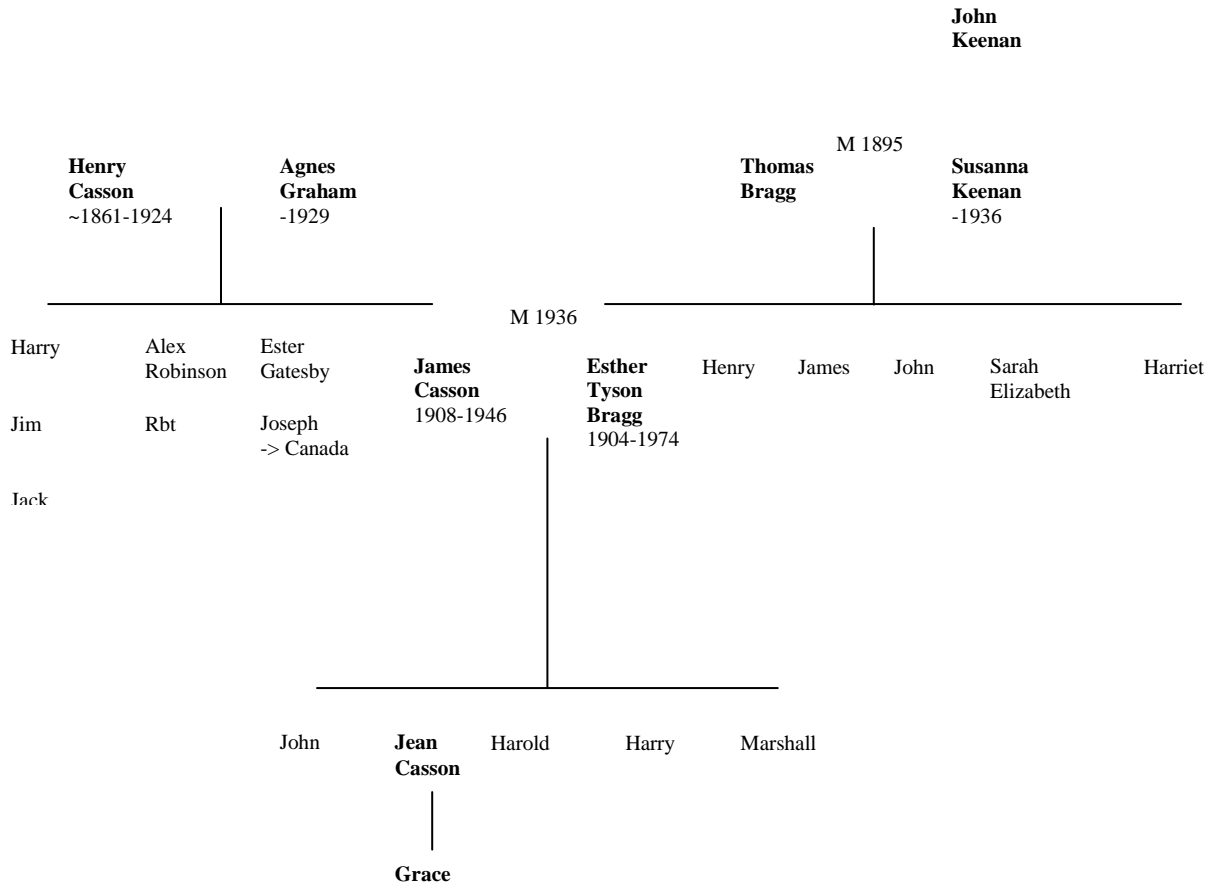 John
Keenan
M 1895
Henry
Casson
~1861-1924
Agnes
Graham
-1929
Thomas
Bragg
Susanna
Keenan
-1936
M 1936
Harry
Alex
Robinson
Ester
Gatesby
James
Casson
1908-1946
Esther
Tyson
Bragg
1904-1974
Henry
James
John
Sarah
Elizabeth
Harriet
Jim
Rbt
Joseph
-> Canada
Jack
John
Jean
Casson
Harold
Harry
Marshall
Grace